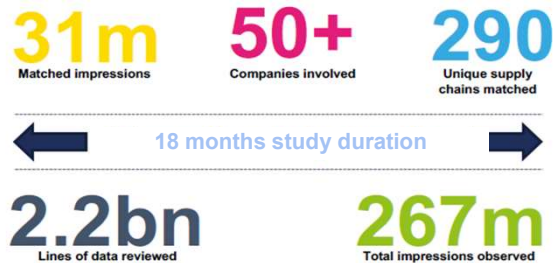 31m
Matched impressions
50+
Companies involved
290
Unique supply
chains matched
18 months study duration
2.2bn
Lines of data reviewed
267m
Total impressions observed